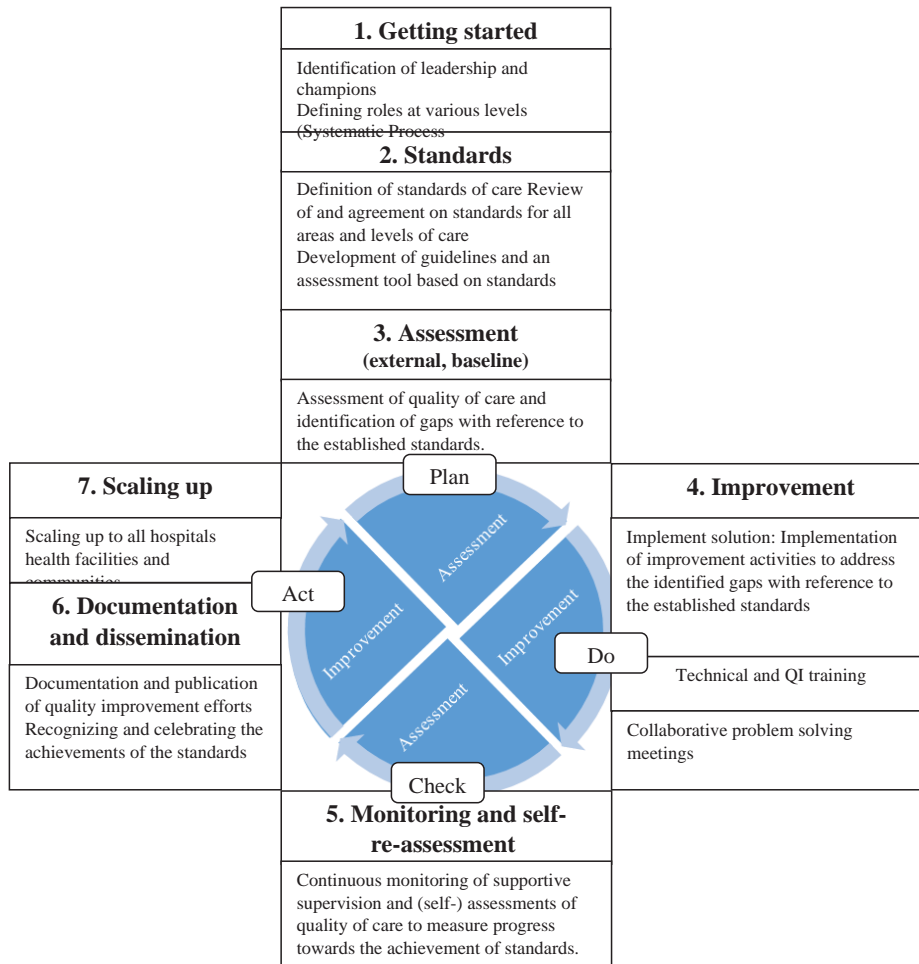 1. Getting started
Identification of leadership and
champions
Defining roles at various levels
(Systematic Process
2. Standards
Definition of standards of care Review
of and agreement on standards for all
areas and levels of care
Development of guidelines and an
assessment tool based on standards
3. Assessment
(external, baseline)
Assessment of quality of care and
identification of gaps with reference to
the established standards.
Plan
Assessment
4. Improvement
Implement solution: Implementation
of improvement activities to address
the identified gaps with reference to
the established standards
Improvement
Do
Technical and QI training
Collaborative problem solving
meetings
Assessment
Check
5. Monitoring and self-
re-assessment
Continuous monitoring of supportive
supervision and (self-) assessments of
quality of care to measure progress
towards the achievement of standards.
6. Documentation
and dissemination
Documentation and publication
of quality improvement efforts
Recognizing and celebrating the
achievements of the standards
Improvement
Act
7. Scaling up
Scaling up to all hospitals
health facilities and
communities